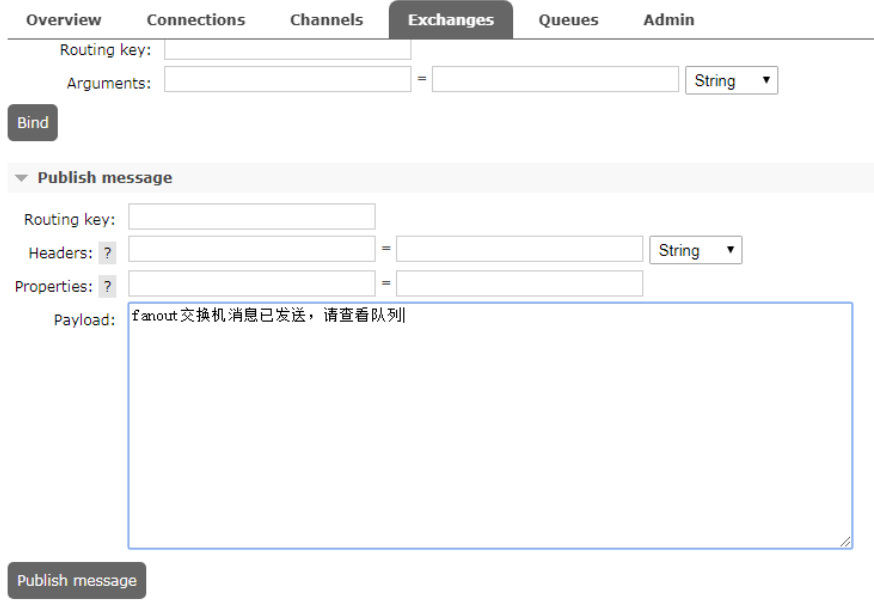 Overview Connections Channels Exchanges Queues Admin
Routing key:
Arguments: = String
Bind
Publish message
Routing key:
Headers: ? = String
Properties: ? =
Payload: fanout交换机消息已发送，请查看队列
Publish message